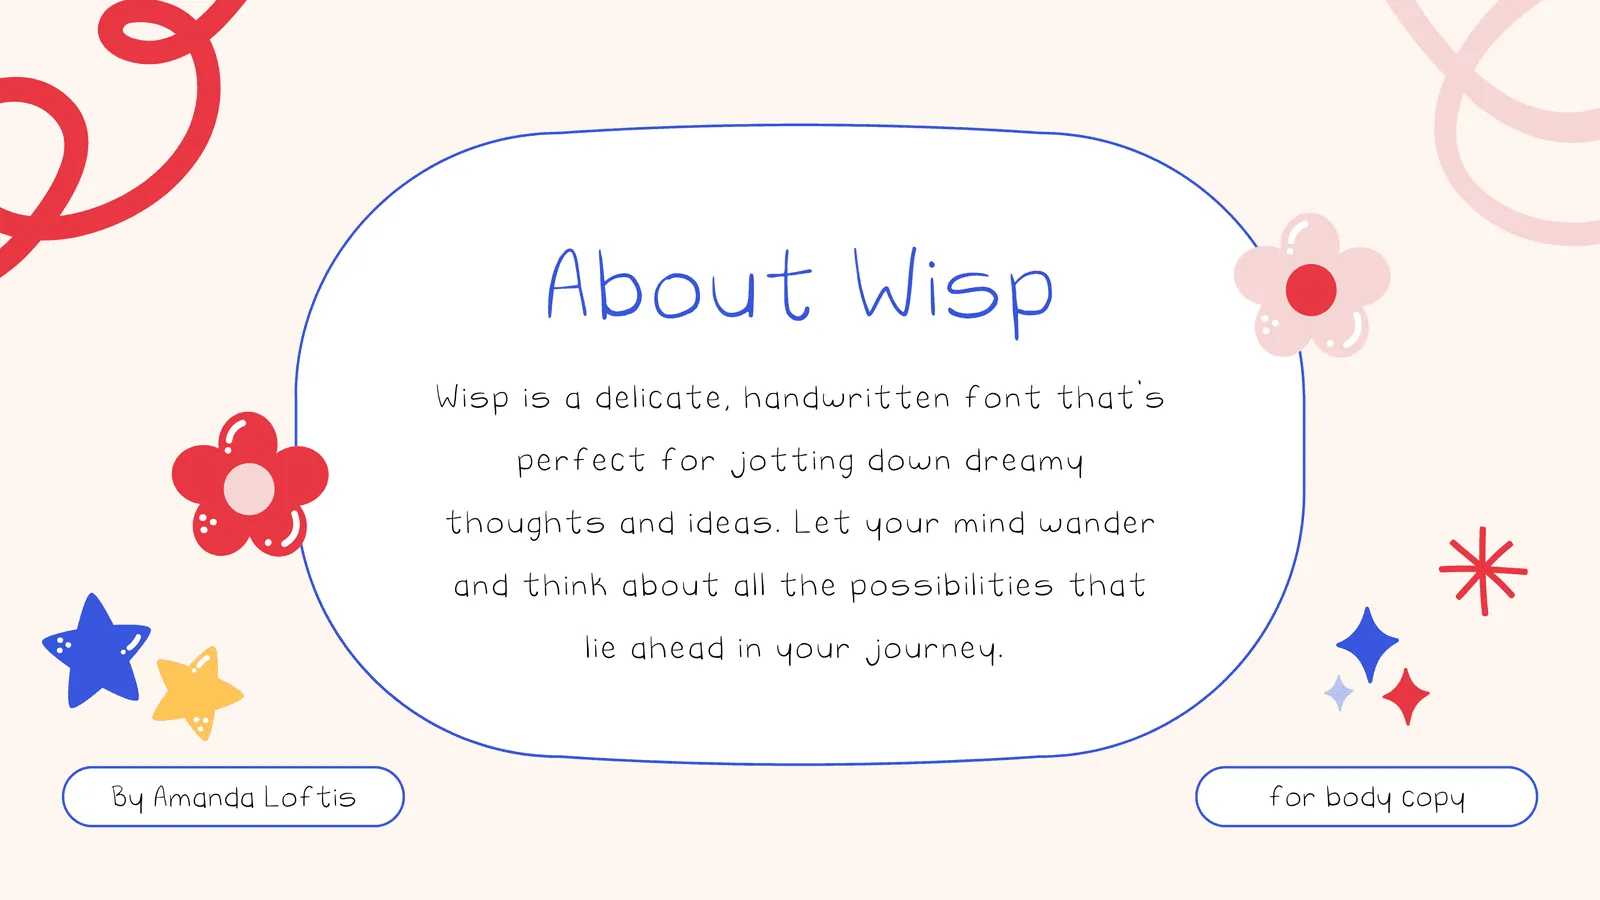 About Wisp
Wisp is a delicate, handwritten font that's
perfect for jotting down dreamy
thoughts and ideas. Let your mind wander
and think about all the possibilities that
lie ahead in your journey.
By Amanda Loftis
for body copy